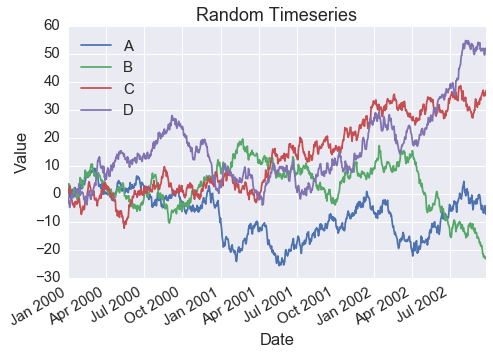 Random Timeseries
60
50
40
30
20
10
0
−10
−20
−30
Value
A
B
C
D
Jan 2000
Apr 2000
Jul 2000
Oct 2000
Jan 2001
Apr 2001
Jul 2001
Oct 2001
Jan 2002
Apr 2002
Jul 2002
Date